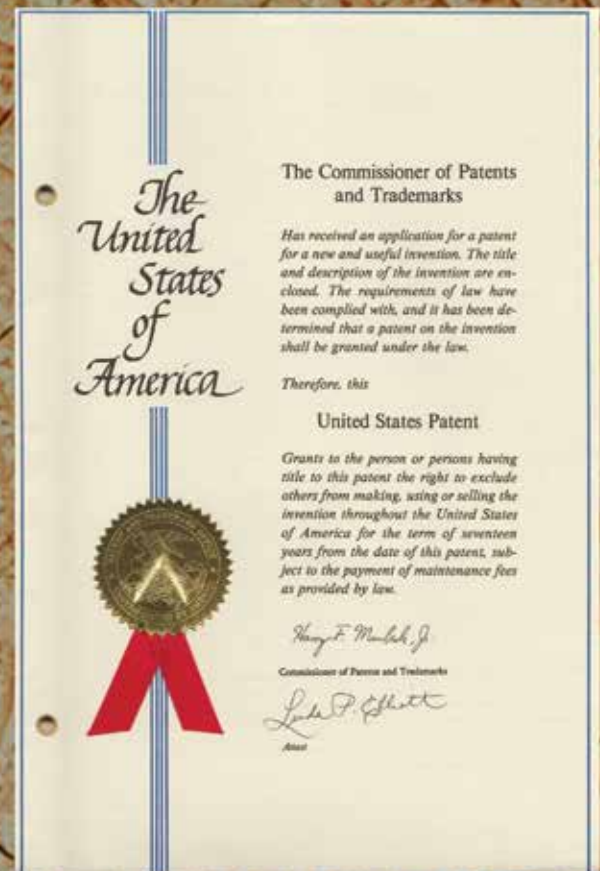 The
United
States
of
America
The Commissioner of Patents
and Trademarks
Has received an application for a patent
for a new and useful invention. The title
and description of the invention are en-
closed. The requirements of law have
been complied with, and it has been de-
termined that a patent on the invention
shall be granted under the law.
Therefore, this
United States Patent
Grants to the person or persons having
title to this patent the right to exclude
others from making, using or selling the
invention throughout the United States
of America for the term of seventeen
years from the date of this patent, sub-
ject to the payment of maintenance fees
as provided by law.
Commissioner of Patents and Trademarks
Attest